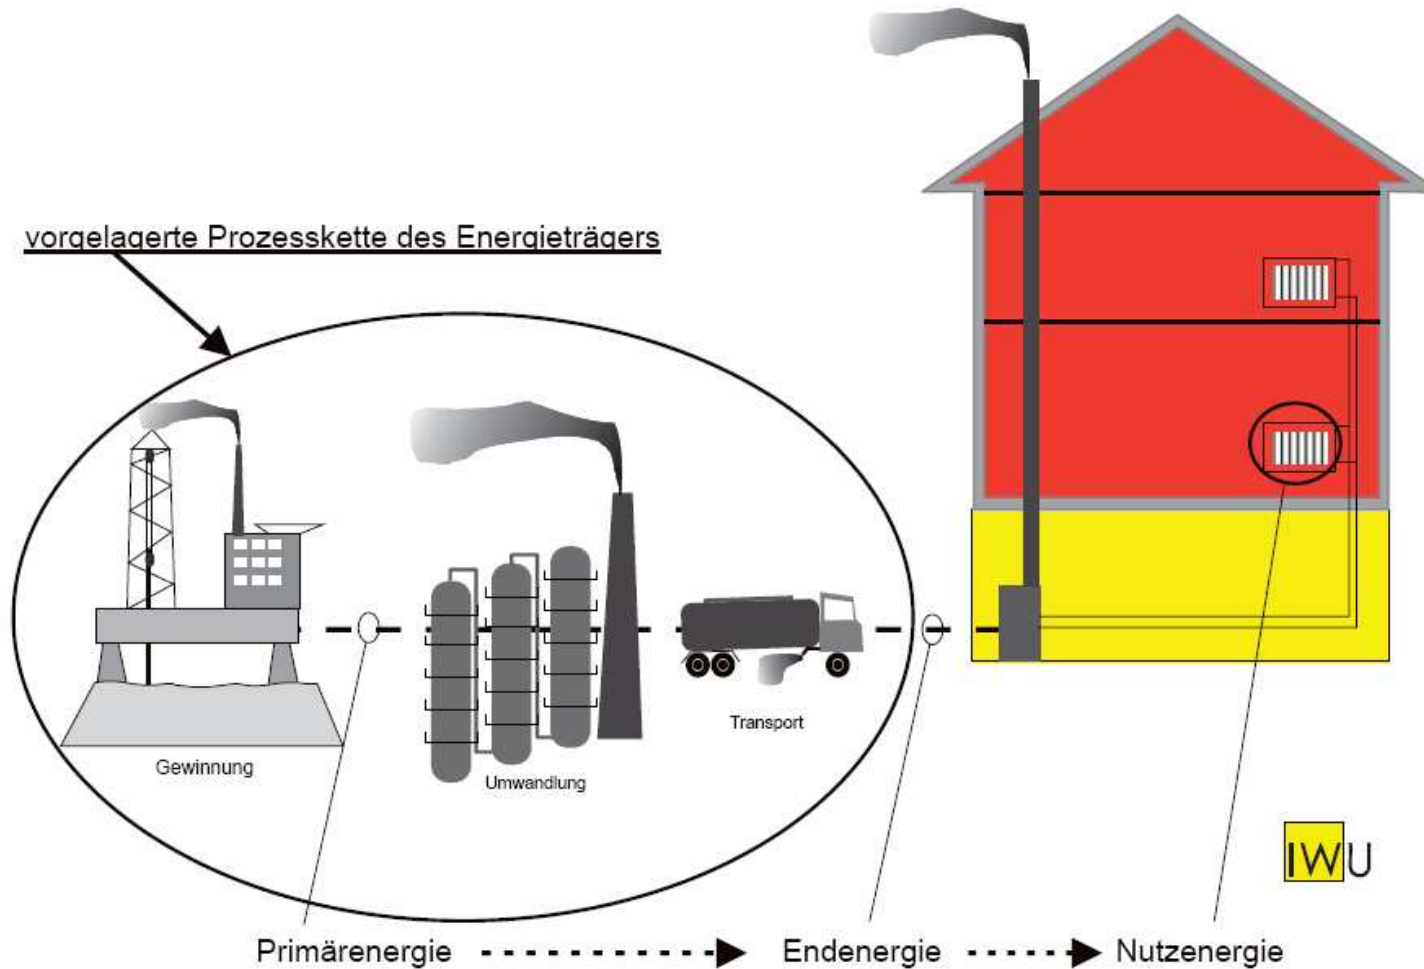 vorgelagerte Prozesskette des Energieträgers
Gewinnung
Umwandlung
Transport
IWU
Primärenergie
Endenergie
Nutzenergie